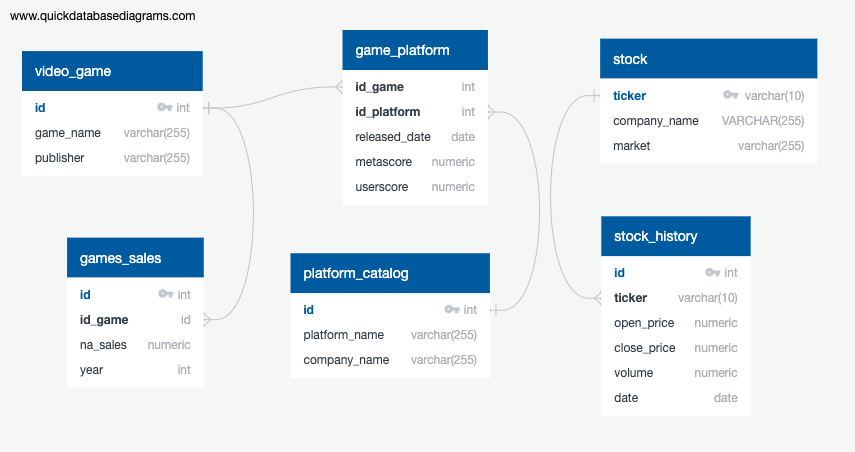 www.quickdatabasediagrams.com
video_game
id int
game_name varchar(255)
publisher varchar(255)
game_platform
id_game int
id_platform int
released_date date
metascore numeric
userscore numeric
stock
ticker varchar(10)
company_name VARCHAR(255)
market varchar(255)
games_sales
id int
id_game id
na_sales numeric
year int
platform_catalog
id int
platform_name varchar(255)
company_name varchar(255)
stock_history
id int
ticker varchar(10)
open_price numeric
close_price numeric
volume numeric
date date